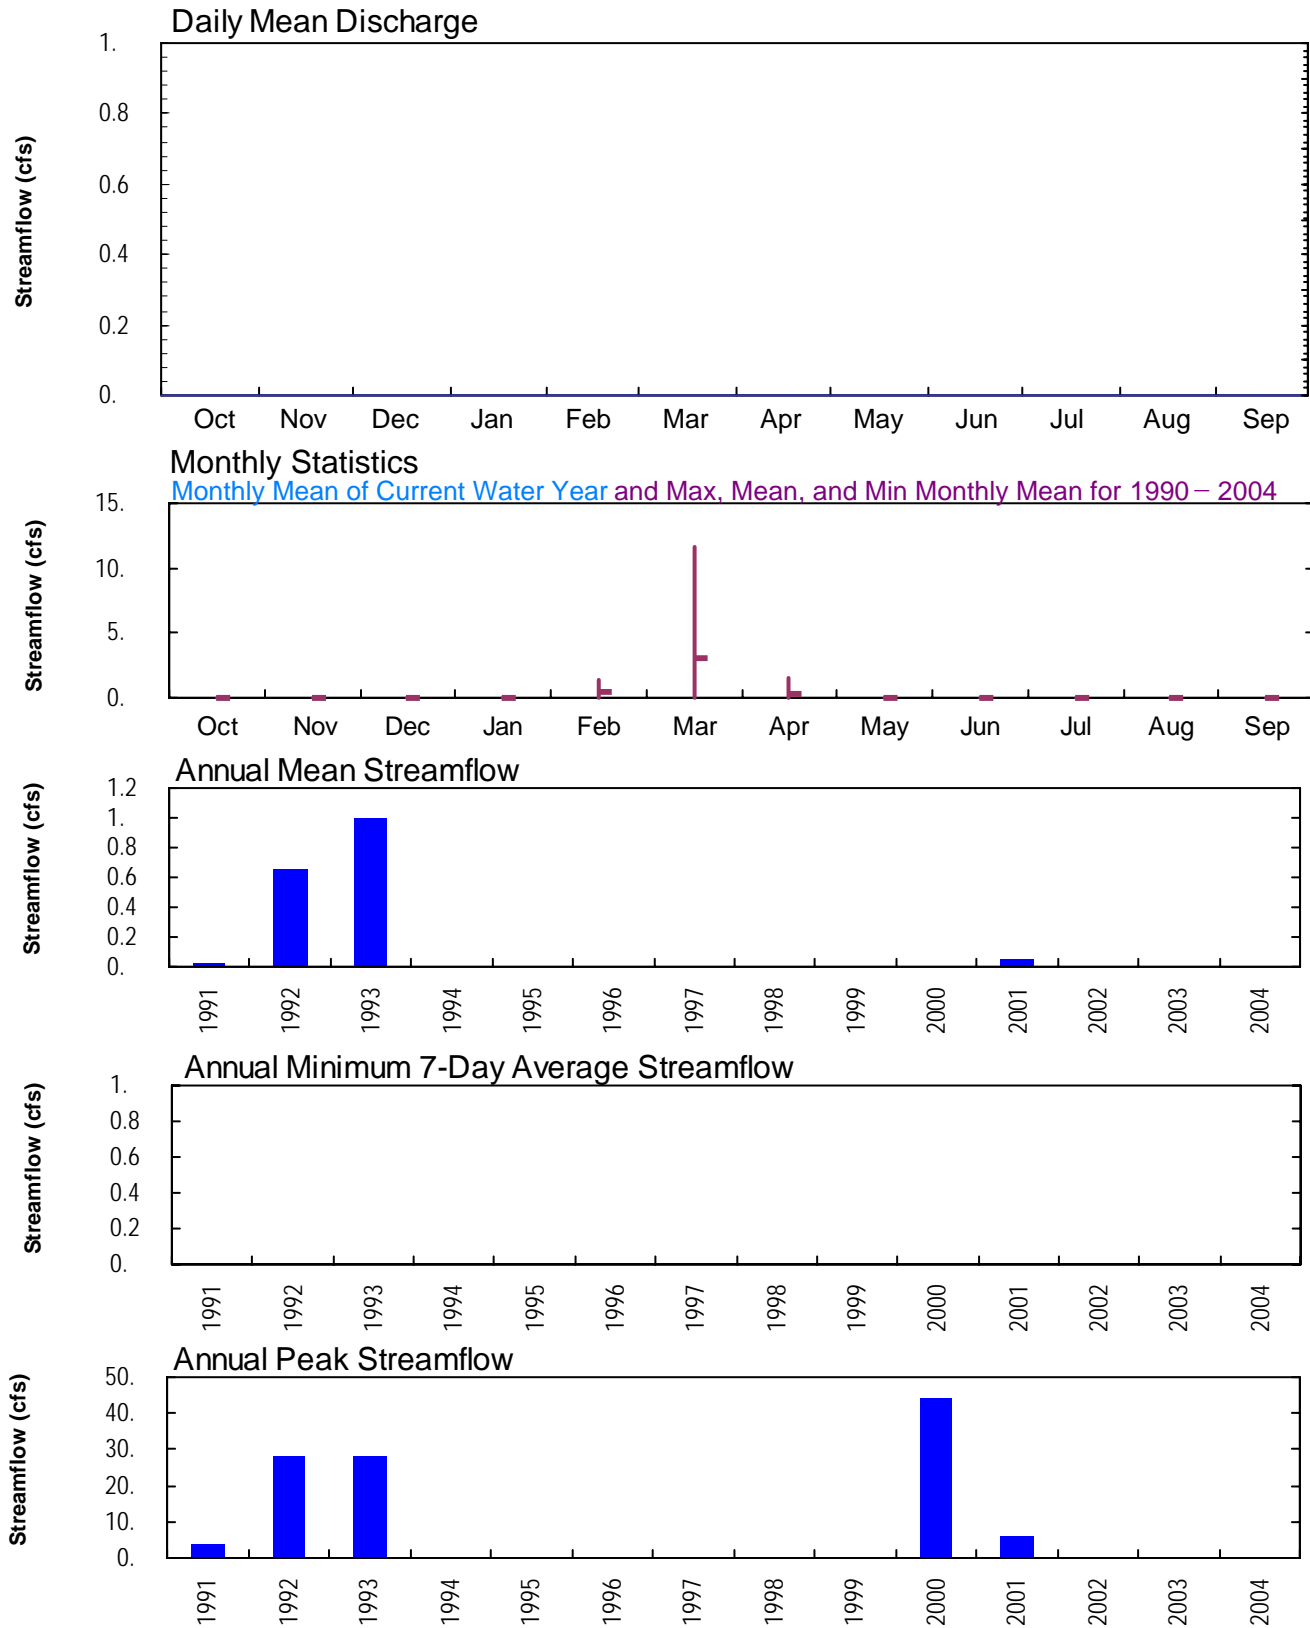 Daily Mean Discharge
Streamflow (cfs)
1.
0.8
0.6
0.4
0.2
0.
Oct Nov Dec Jan Feb Mar Apr May Jun Jul Aug Sep
Monthly Statistics
Monthly Mean of Current Water Year and Max, Mean, and Min Monthly Mean for 1990 – 2004
Streamflow (cfs)
15.
10.
5.
0.
Oct Nov Dec Jan Feb Mar Apr May Jun Jul Aug Sep
Annual Mean Streamflow
Streamflow (cfs)
1.2
1.
0.8
0.6
0.4
0.2
0.
1991 1992 1993 1994 1995 1996 1997 1998 1999 2000 2001 2002 2003 2004
Annual Minimum 7-Day Average Streamflow
Streamflow (cfs)
1.
0.8
0.6
0.4
0.2
0.
1991 1992 1993 1994 1995 1996 1997 1998 1999 2000 2001 2002 2003 2004
Annual Peak Streamflow
Streamflow (cfs)
50.
40.
30.
20.
10.
0.
1991 1992 1993 1994 1995 1996 1997 1998 1999 2000 2001 2002 2003 2004